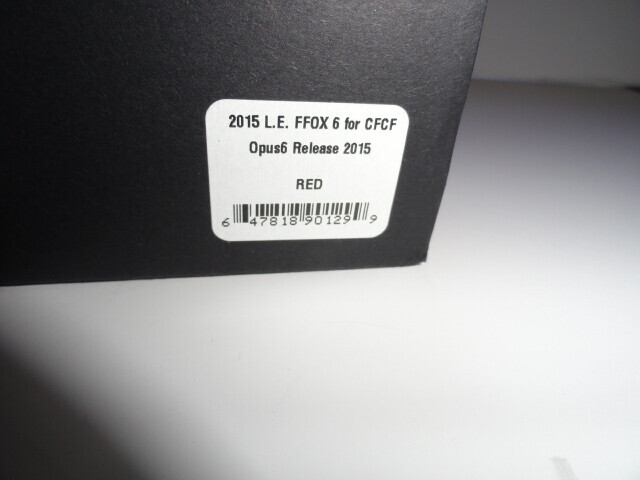 2015 L.E. FFOX 6 for CFCF
Opus6 Release 2015
RED
6 47818 90129 9